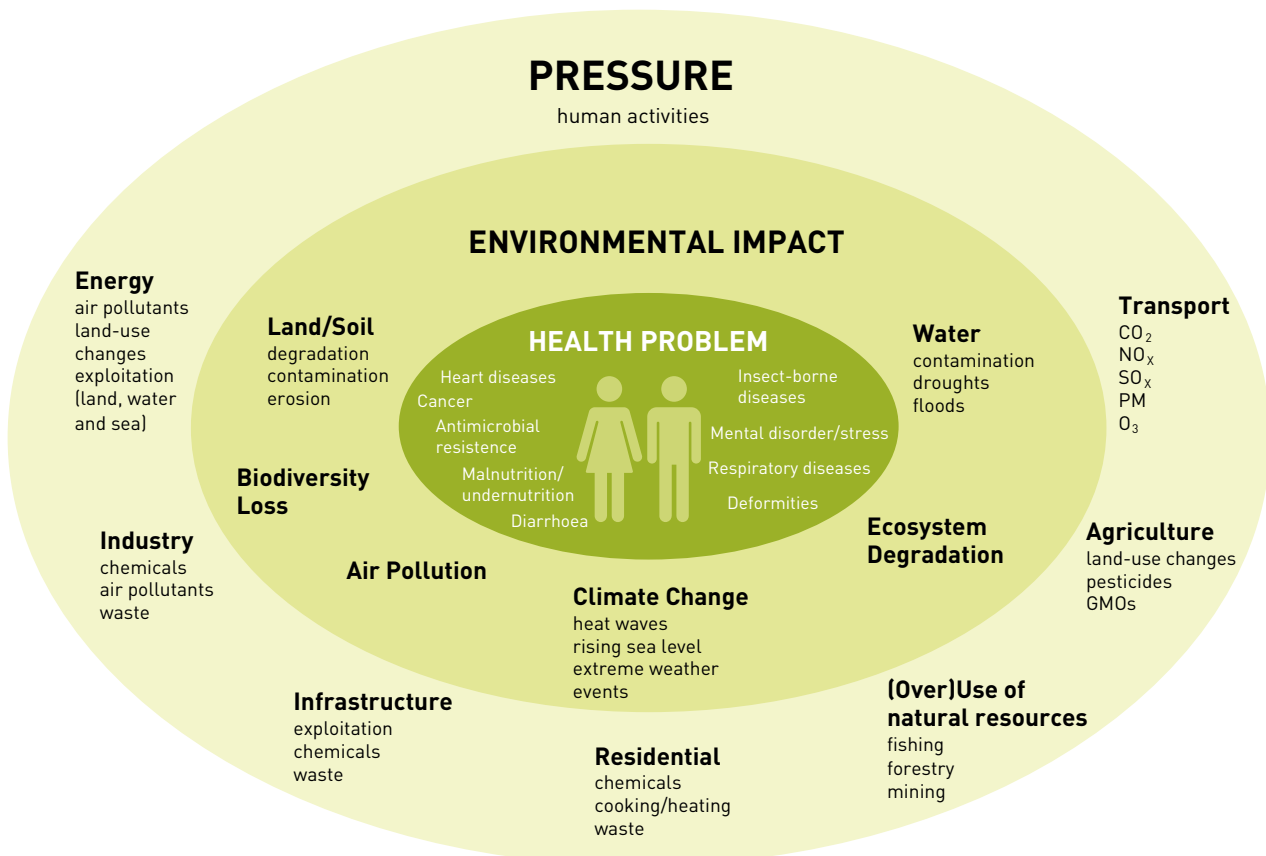 PRESSURE
human activities
ENVIRONMENTAL IMPACT
Energy
air pollutants
land-use
changes
exploitation
(land, water
and sea)
Land/Soil
degradation
contamination
erosion
HEALTH PROBLEM
Heart diseases
Cancer
Antimicrobial
resistence
Malnutrition/
undernutrition
Diarrhoea
Insect-borne
diseases
Mental disorder/stress
Respiratory diseases
Deformities
Water
contamination
droughts
floods
Transport
CO₂
NOₓ
SOₓ
PM
O₃
Biodiversity
Loss
Industry
chemicals
air pollutants
waste
Air Pollution
Climate Change
heat waves
rising sea level
extreme weather
events
Ecosystem
Degradation
Agriculture
land-use changes
pesticides
GMOs
Infrastructure
exploitation
chemicals
waste
Residential
chemicals
cooking/heating
waste
(Over)Use of
natural resources
fishing
forestry
mining